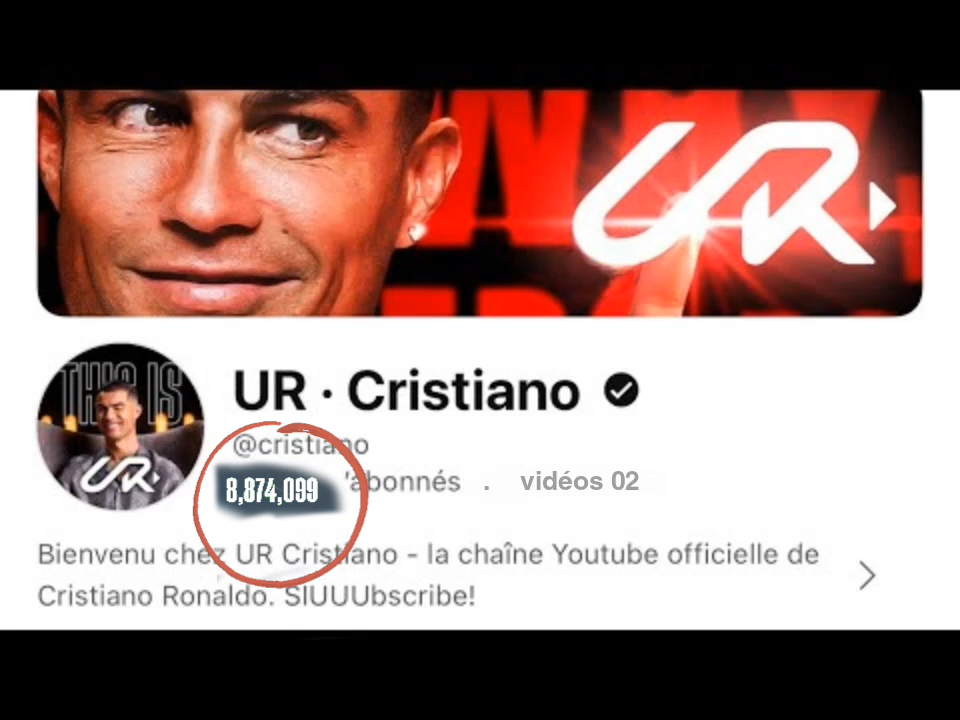 UR
THIS IS
UR
UR · Cristiano
@cristiano
8,874,099 'abonnés . vidéos 02
Bienvenu chez UR Cristiano - la chaîne Youtube officielle de
Cristiano Ronaldo. SIUUUbscribe!